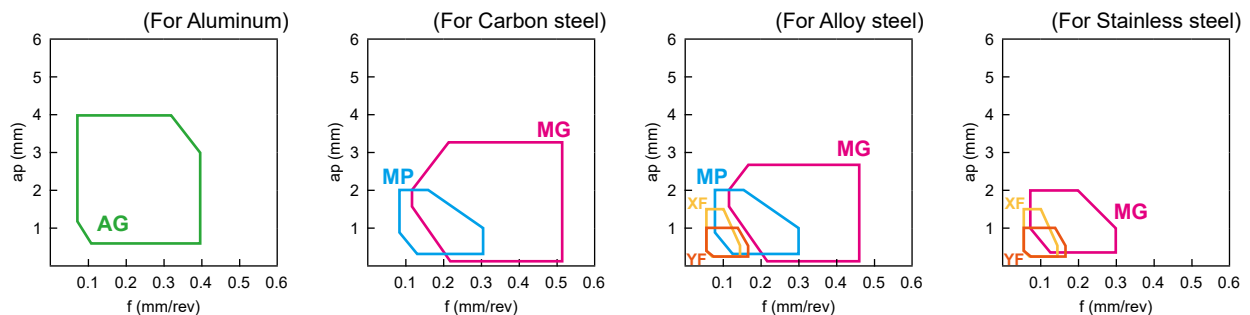 (For Aluminum)
6
5
4
3
2
1
ap (mm)
AG
0.1 0.2 0.3 0.4 0.5 0.6
f (mm/rev)
(For Carbon steel)
6
5
4
3
2
1
ap (mm)
MG
MP
0.1 0.2 0.3 0.4 0.5 0.6
f (mm/rev)
(For Alloy steel)
6
5
4
3
2
1
ap (mm)
MG
MP
XF
YF
0.1 0.2 0.3 0.4 0.5 0.6
f (mm/rev)
(For Stainless steel)
6
5
4
3
2
1
ap (mm)
XF
MG
YF
0.1 0.2 0.3 0.4 0.5 0.6
f (mm/rev)